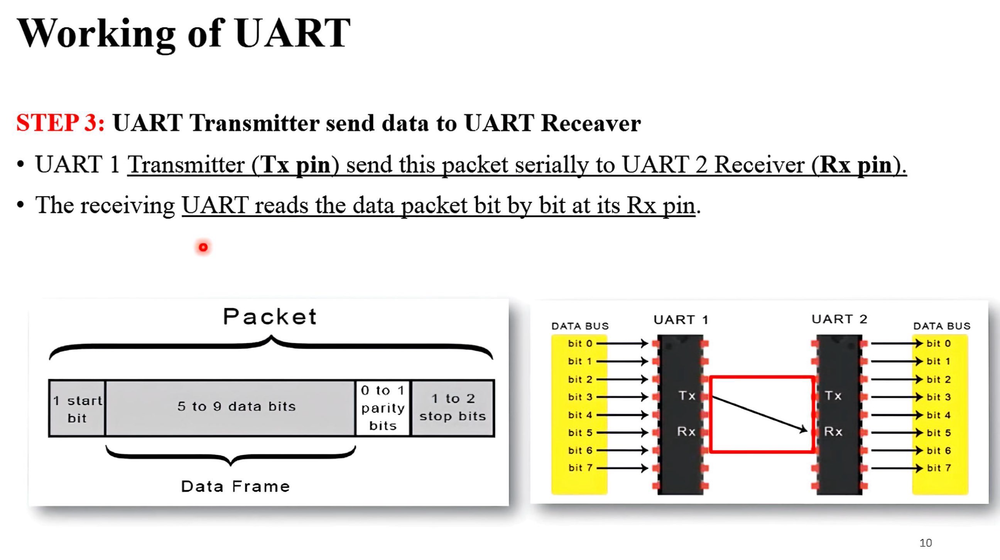 Working of UART
STEP 3: UART Transmitter send data to UART Receaver
• UART 1 Transmitter (Tx pin) send this packet serially to UART 2 Receiver (Rx pin).
• The receiving UART reads the data packet bit by bit at its Rx pin.
Packet
1 start
bit
5 to 9 data bits
0 to 1
parity
bits
1 to 2
stop bits
Data Frame
UART 1
UART 2
DATA BUS
DATA BUS
bit 0
bit 1
bit 2
bit 3
bit 4
bit 5
bit 6
bit 7
Tx
Rx
Tx
Rx
bit 0
bit 1
bit 2
bit 3
bit 4
bit 5
bit 6
bit 7
10